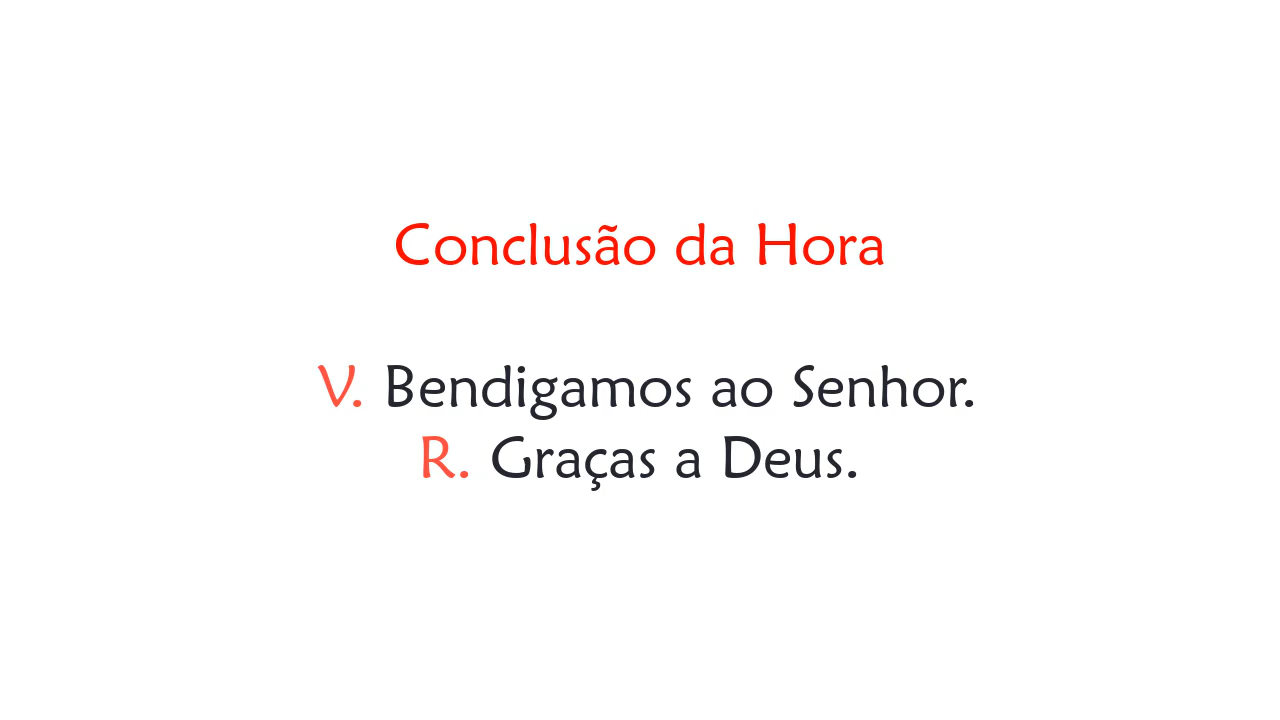 Conclusão da Hora
V. Bendigamos ao Senhor.
R. Graças a Deus.